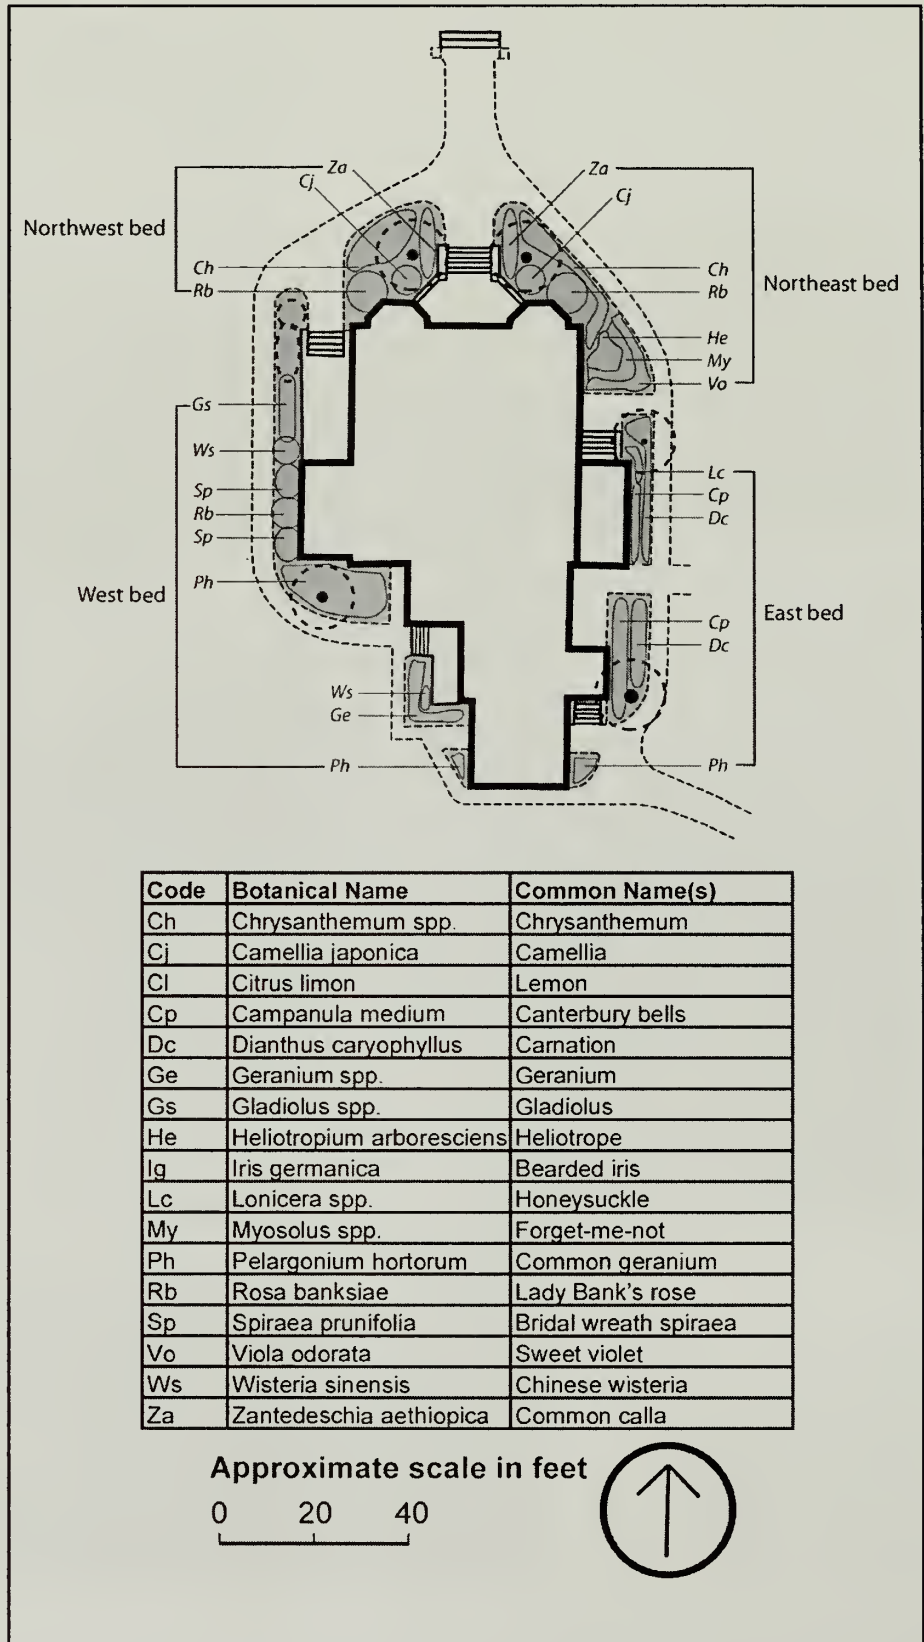 Za
Cj
Za
Cj
Northwest bed
Ch
Rb
Ch
Rb
Northeast bed
He
My
Vo
Gs
Ws
Sp
Rb
Sp
Ph
West bed
Lc
Cp
Dc
Cp
Dc
East bed
Ws
Ge
Ph
Ph
Code Botanical Name Common Name(s)
Ch Chrysanthemum spp. Chrysanthemum
Cj Camellia japonica Camellia
Cl Citrus limon Lemon
Cp Campanula medium Canterbury bells
Dc Dianthus caryophyllus Carnation
Ge Geranium spp. Geranium
Gs Gladiolus spp. Gladiolus
He Heliotropium arboresciens Heliotrope
Ig Iris germanica Bearded iris
Lc Lonicera spp. Honeysuckle
My Myosolus spp. Forget-me-not
Ph Pelargonium hortorum Common geranium
Rb Rosa banksiae Lady Bank's rose
Sp Spiraea prunifolia Bridal wreath spiraea
Vo Viola odorata Sweet violet
Ws Wisteria sinensis Chinese wisteria
Za Zantedeschia aethiopica Common calla
Approximate scale in feet
0 20 40